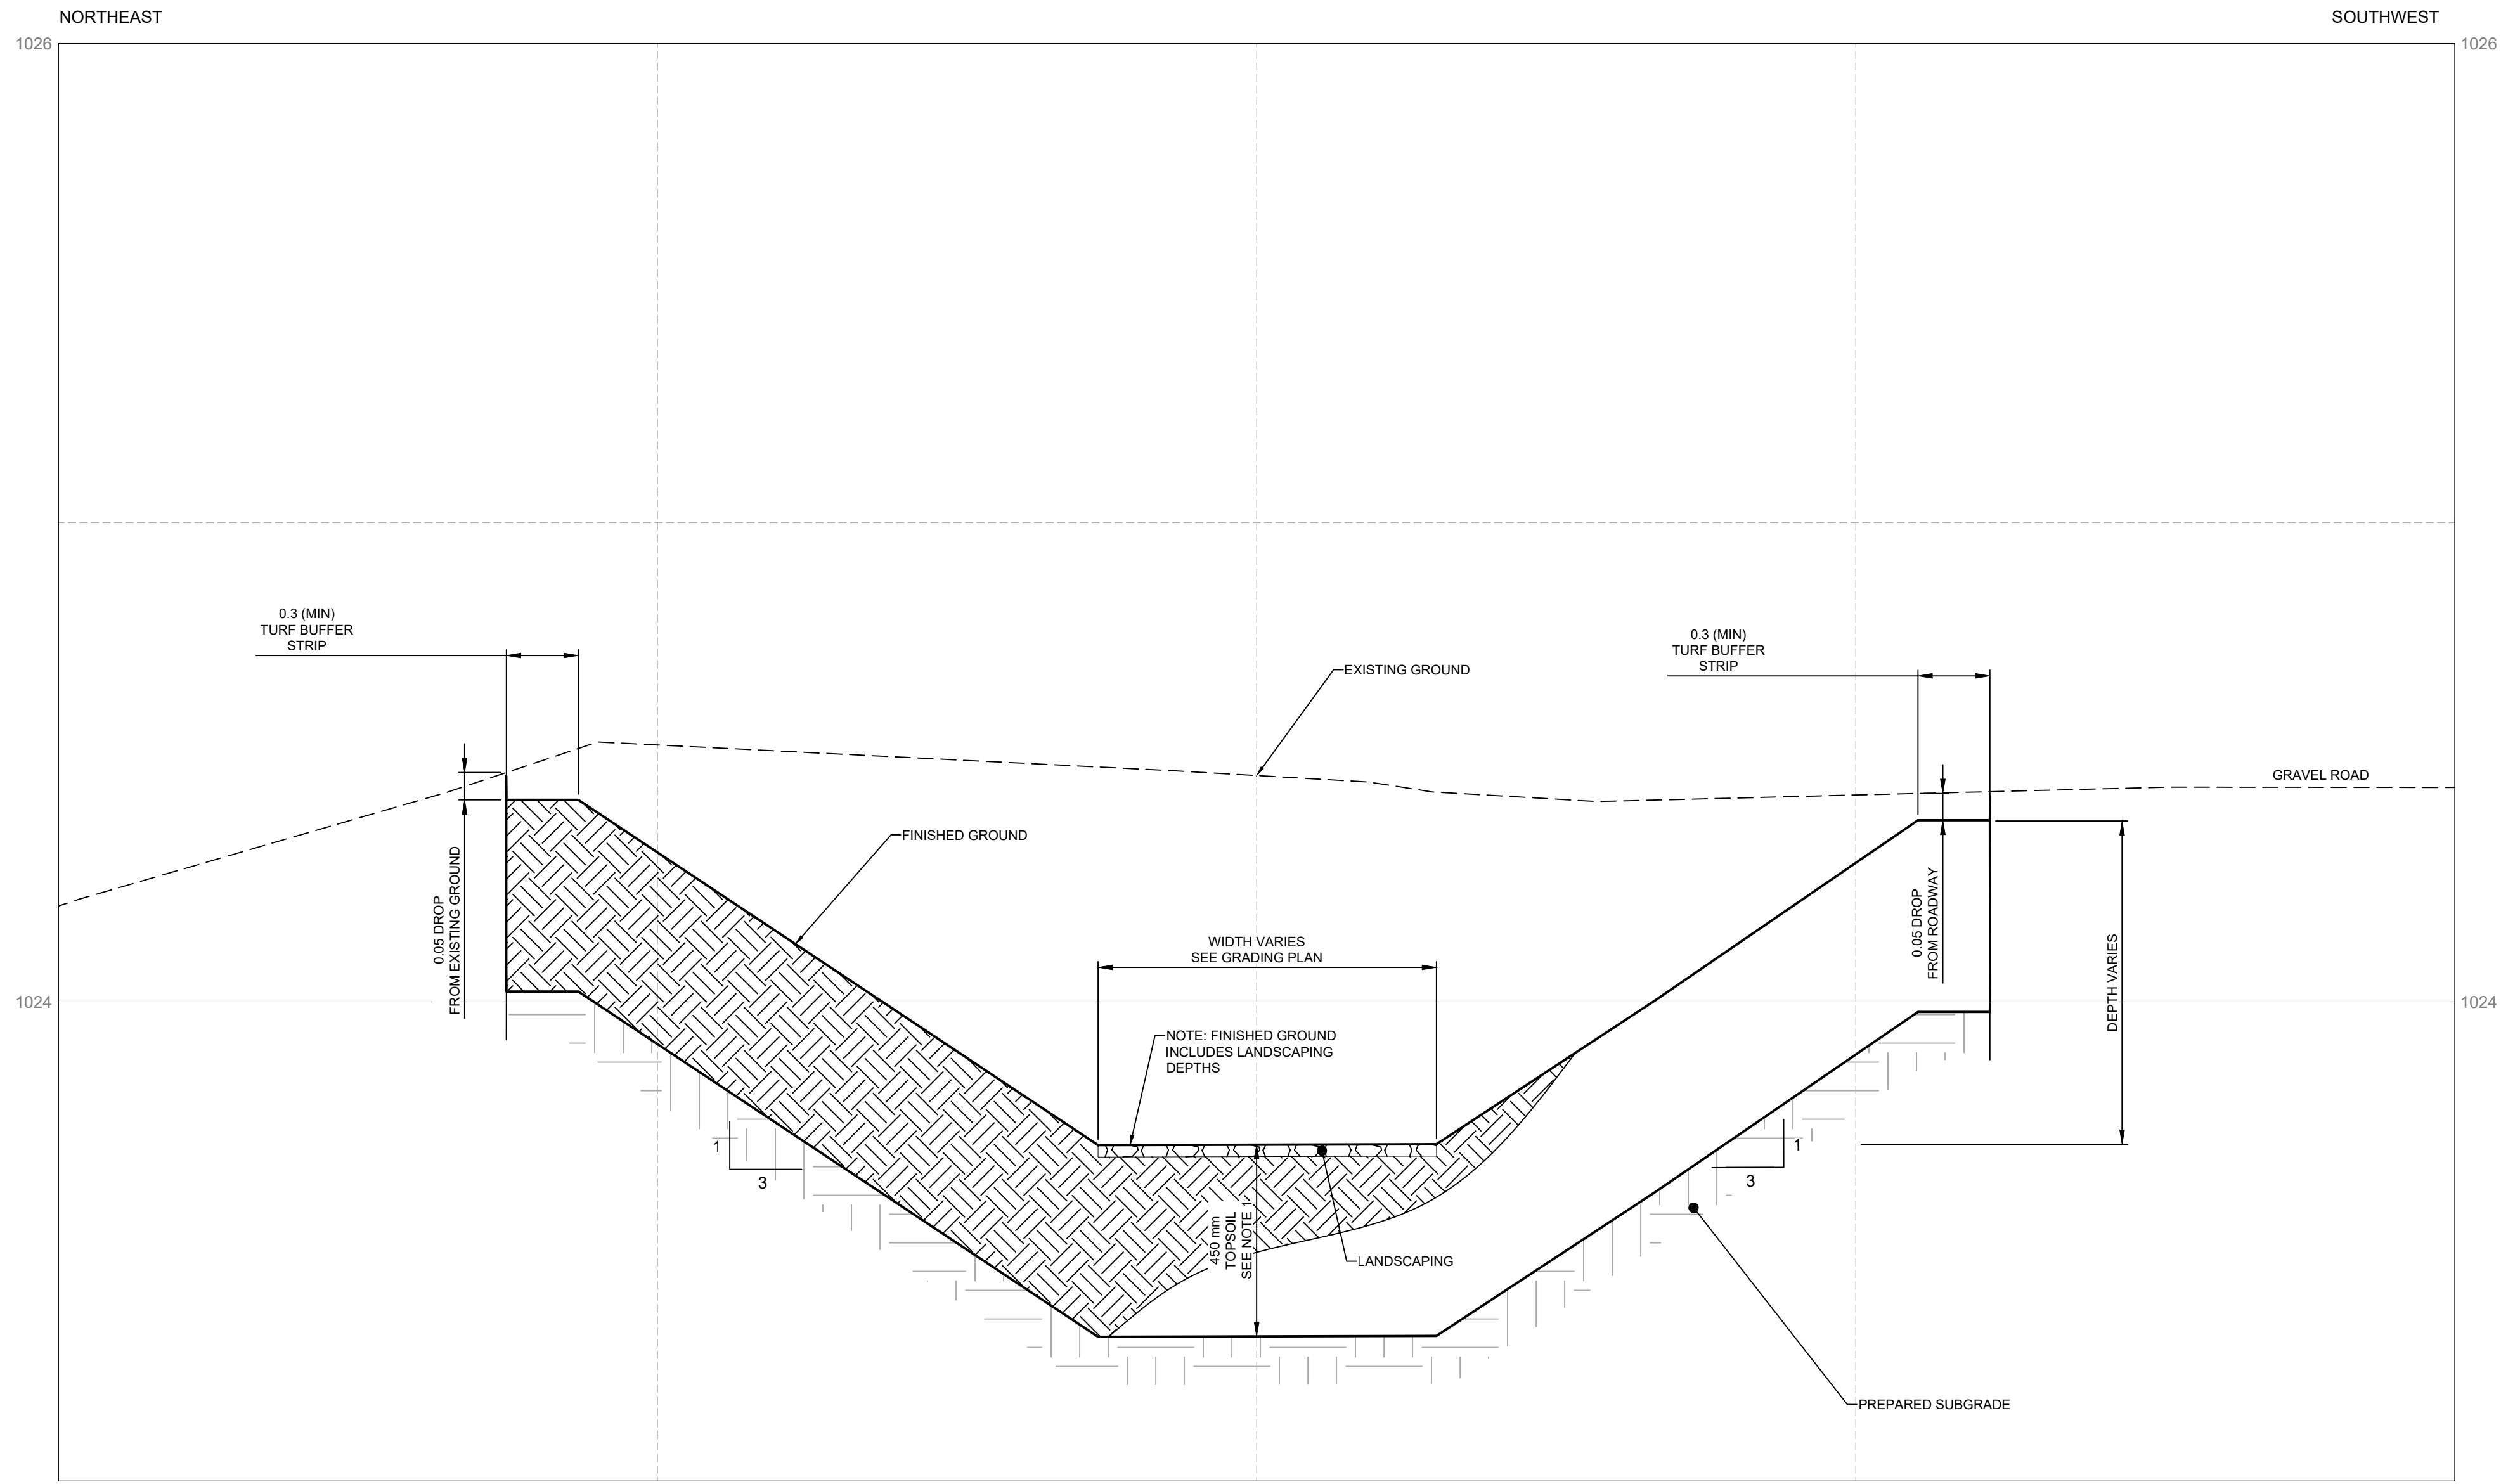 NORTHEAST
SOUTHWEST
1026
1026
0.3 (MIN)
TURF BUFFER
STRIP
0.3 (MIN)
TURF BUFFER
STRIP
EXISTING GROUND
GRAVEL ROAD
FINISHED GROUND
0.05 DROP
FROM EXISTING GROUND
WIDTH VARIES
SEE GRADING PLAN
0.05 DROP
FROM ROADWAY
DEPTH VARIES
1024
1024
NOTE: FINISHED GROUND
INCLUDES LANDSCAPING
DEPTHS
1
3
1
3
450 mm
TOPSOIL
SEE NOTE 1
LANDSCAPING
PREPARED SUBGRADE